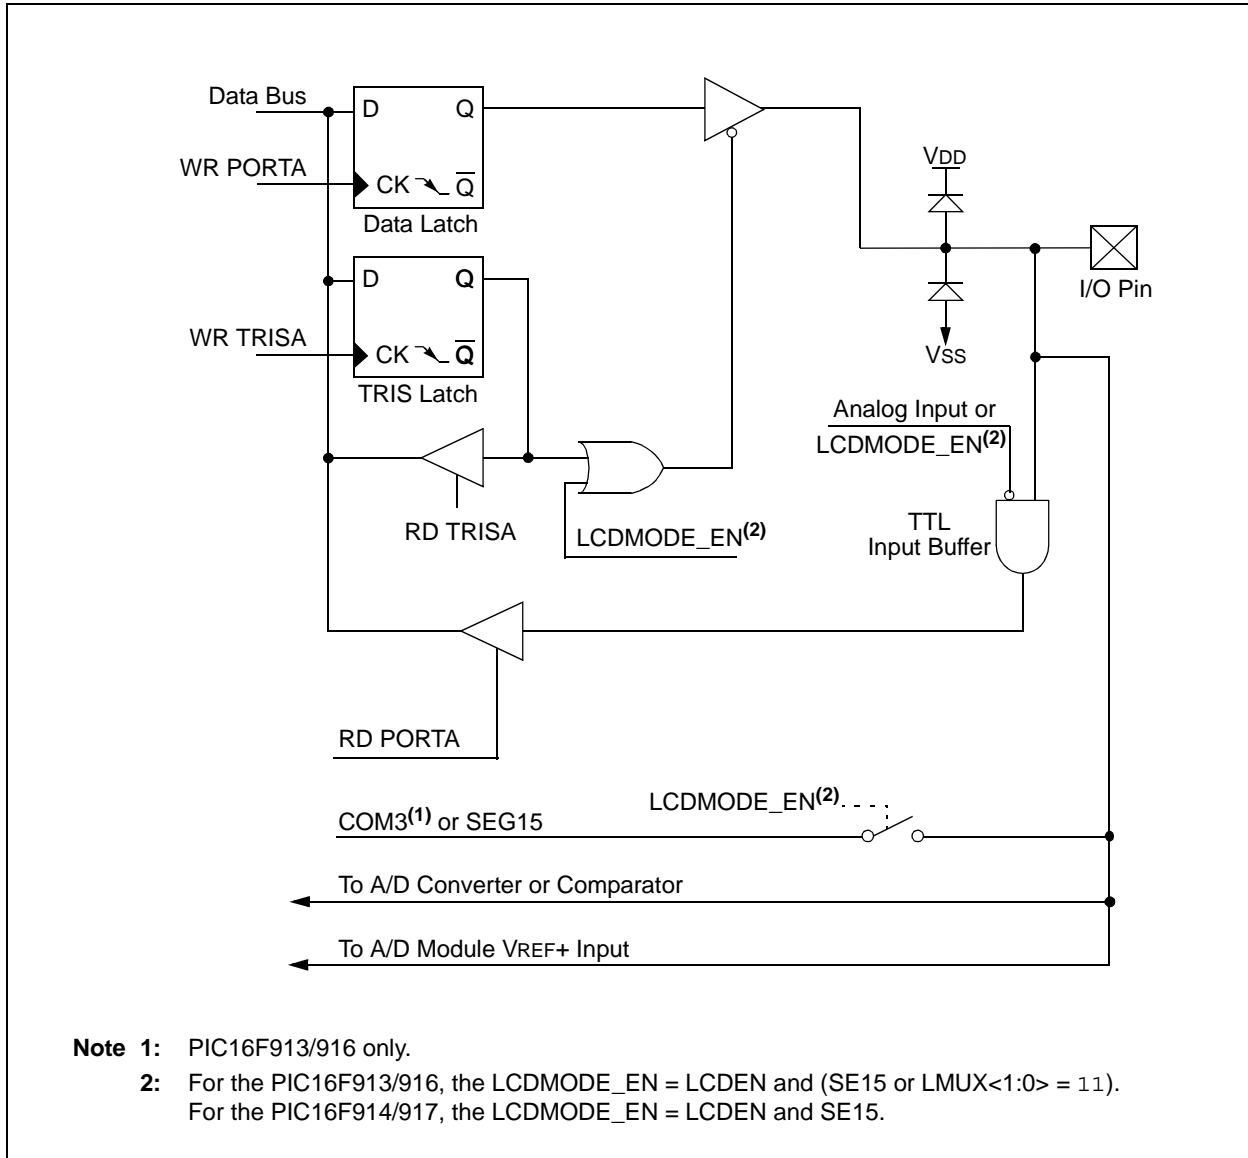 Data Bus
D Q
WR PORTA
CK Q
Data Latch
VDD
D Q
I/O Pin
WR TRISA
CK Q
TRIS Latch
VSS
Analog Input or
LCDMODE_EN(2)
RD TRISA
LCDMODE_EN(2)
TTL
Input Buffer
RD PORTA
LCDMODE_EN(2)
COM3(1) or SEG15
To A/D Converter or Comparator
To A/D Module VREF+ Input
Note 1: PIC16F913/916 only.
2: For the PIC16F913/916, the LCDMODE_EN = LCDEN and (SE15 or LMUX<1:0> = 11).
For the PIC16F914/917, the LCDMODE_EN = LCDEN and SE15.